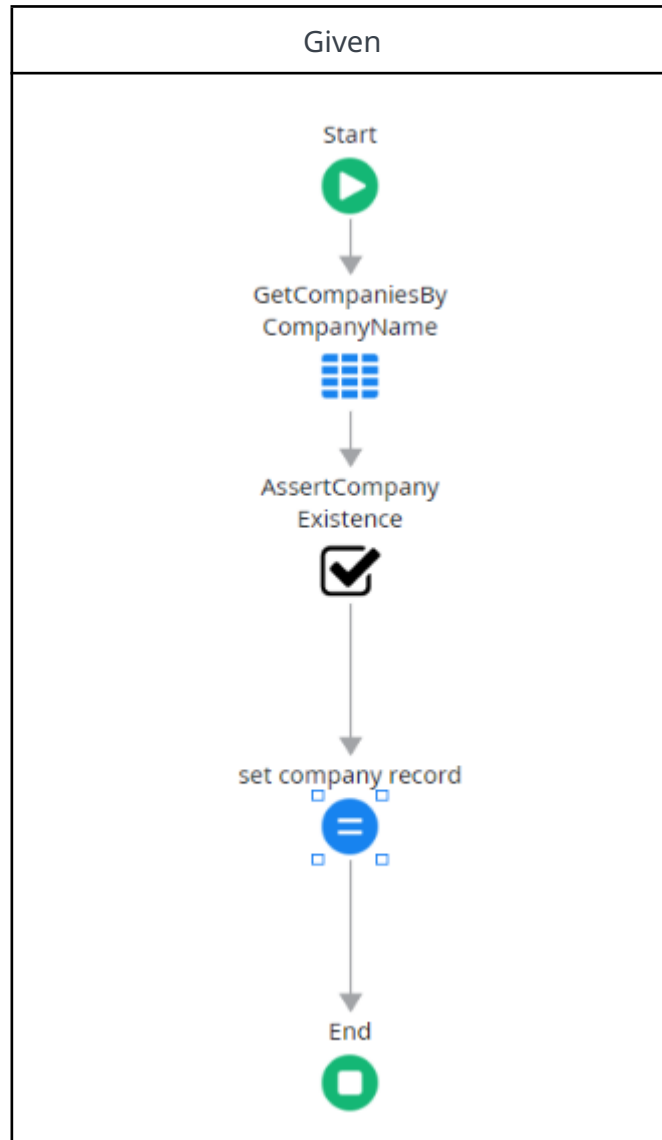 Given
Start
GetCompaniesBy
CompanyName
AssertCompany
Existence
set company record
End